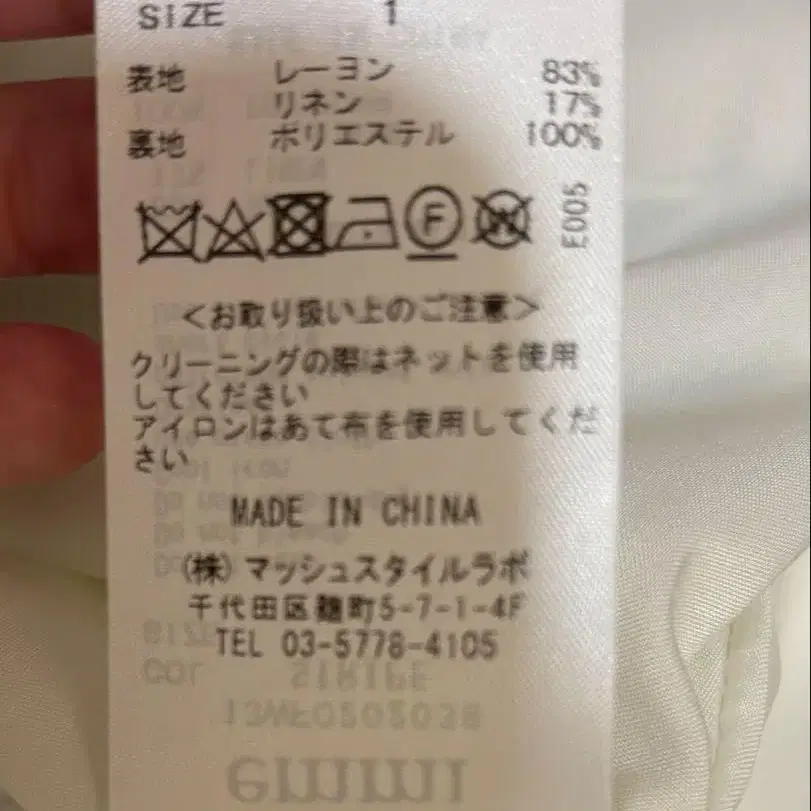 SIZE 1
表地 レーヨン 83%
リネン 17%
裏地 ポリエステル 100%
F W E005
<お取り扱い上のご注意>
クリーニングの際はネットを使用
してください
アイロンはあて布を使用してくだ
さい
MADE IN CHINA
(株)マッシュスタイルラボ
千代田区麹町5-7-1-4F
TEL 03-5778-4105
SIZE
COL STRIPE
13WFO202038
emmi